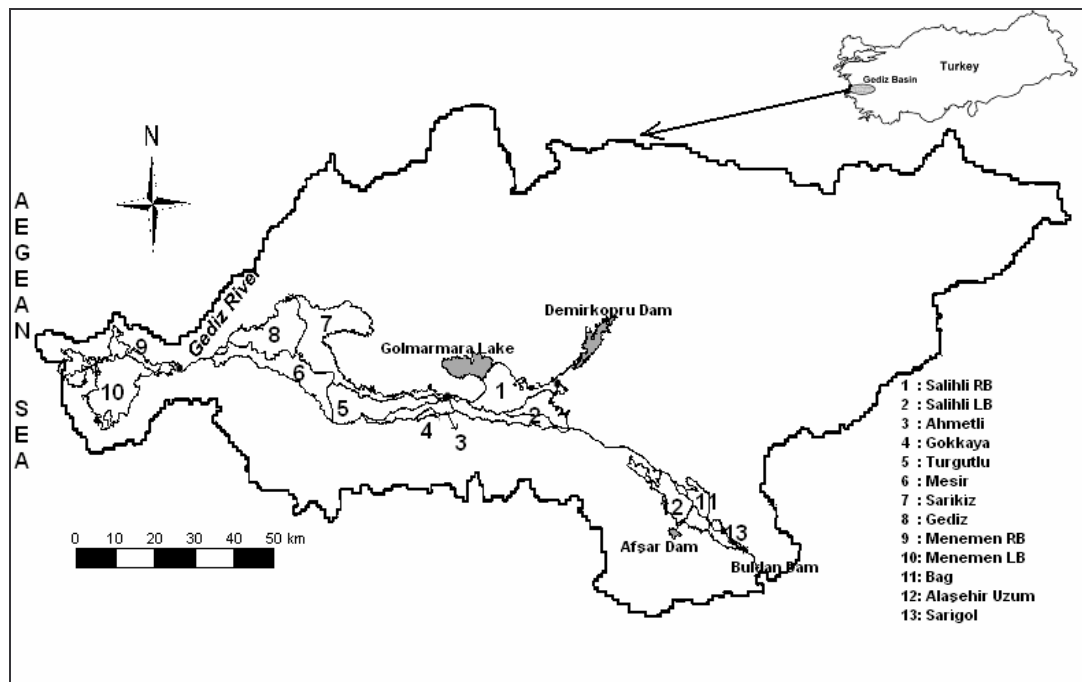 Turkey
Gediz Basin
N
AEGEAN SEA
Gediz River
Demirkopru Dam
Golmarmara Lake
9
8
7
10
6
1
5
4
3
2
11
12
13
Afşar Dam
Buldan Dam
0 10 20 30 40 50 km
1 : Salihli RB
2 : Salihli LB
3 : Ahmetli
4 : Gokkaya
5 : Turgutlu
6 : Mesir
7 : Sarikiz
8 : Gediz
9 : Menemen RB
10: Menemen LB
11: Bag
12: Alaşehir Uzum
13: Sarigol